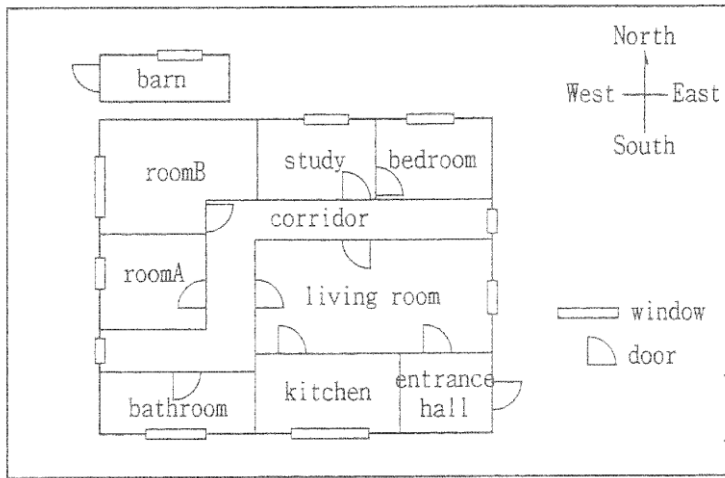 North
barn
West East
South
roomB study bedroom
corridor
roomA
living room
window
door
bathroom kitchen entrance
hall